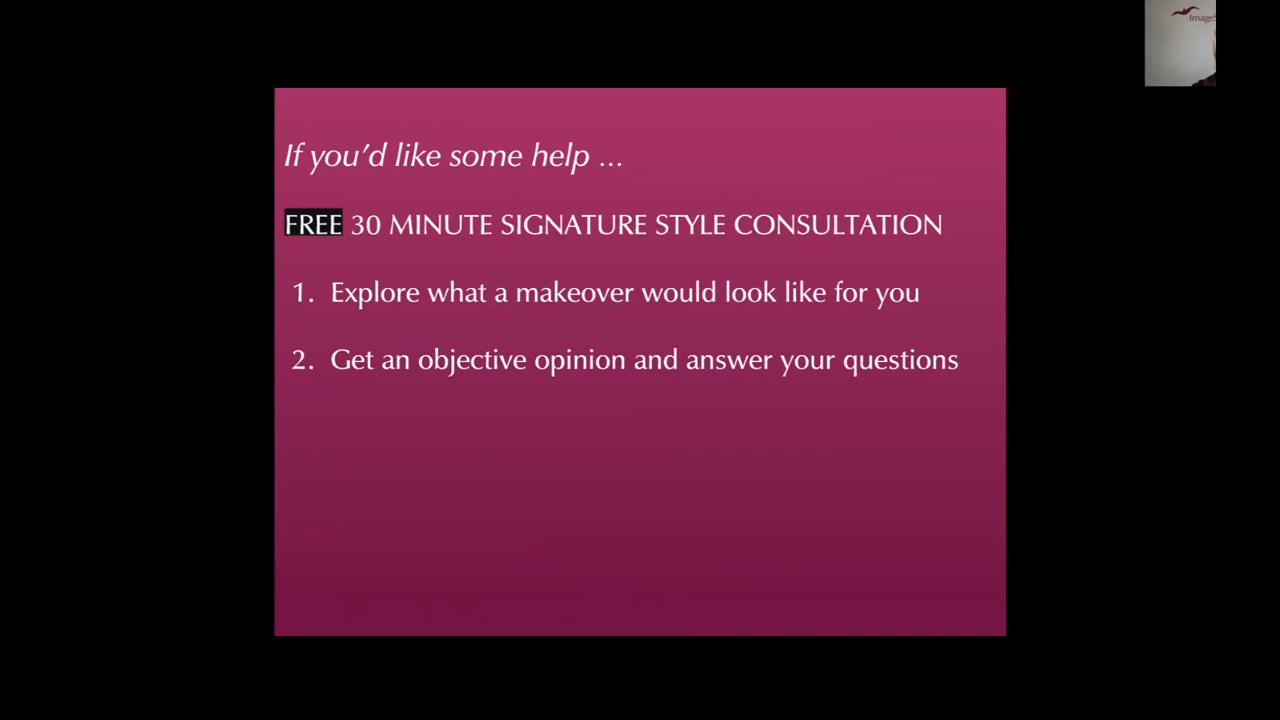 If you’d like some help ...
FREE 30 MINUTE SIGNATURE STYLE CONSULTATION
1. Explore what a makeover would look like for you
2. Get an objective opinion and answer your questions